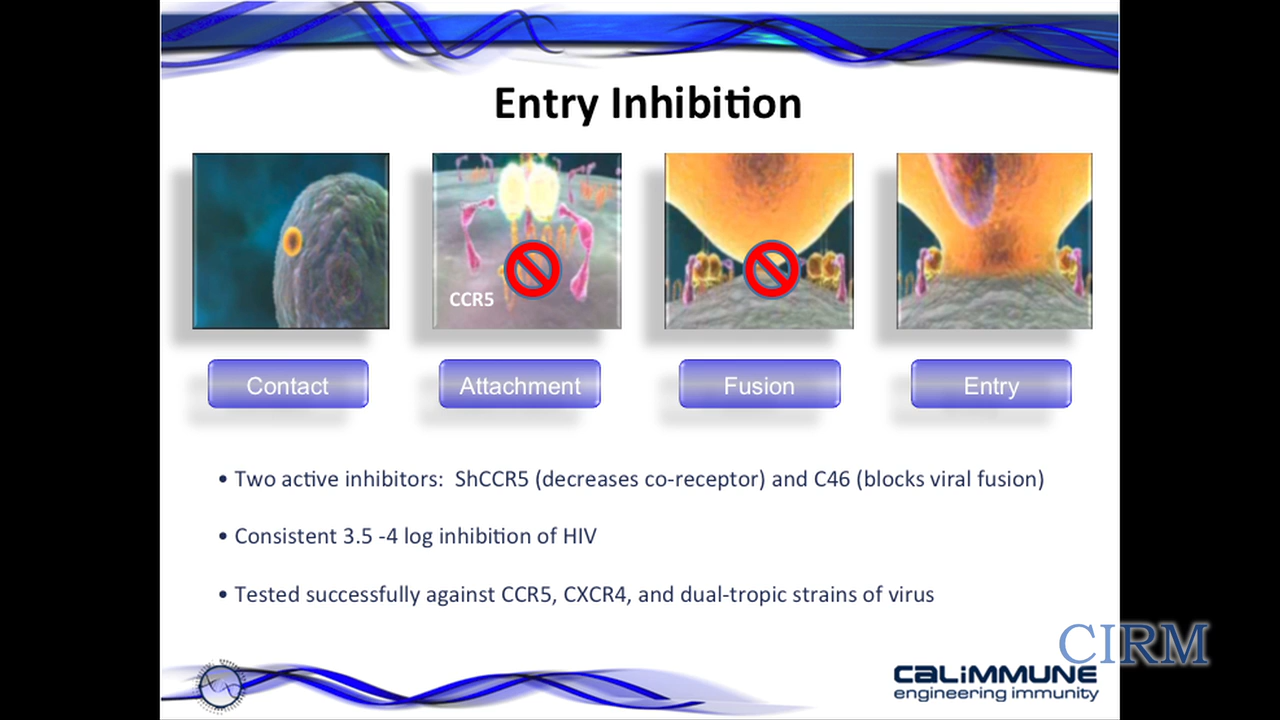 Entry Inhibition
CCR5
Contact
Attachment
Fusion
Entry
• Two active inhibitors:  ShCCR5 (decreases co-receptor) and C46 (blocks viral fusion)
• Consistent 3.5 -4 log inhibition of HIV
• Tested successfully against CCR5, CXCR4, and dual-tropic strains of virus
CIRM
CALIMMUNE
engineering immunity